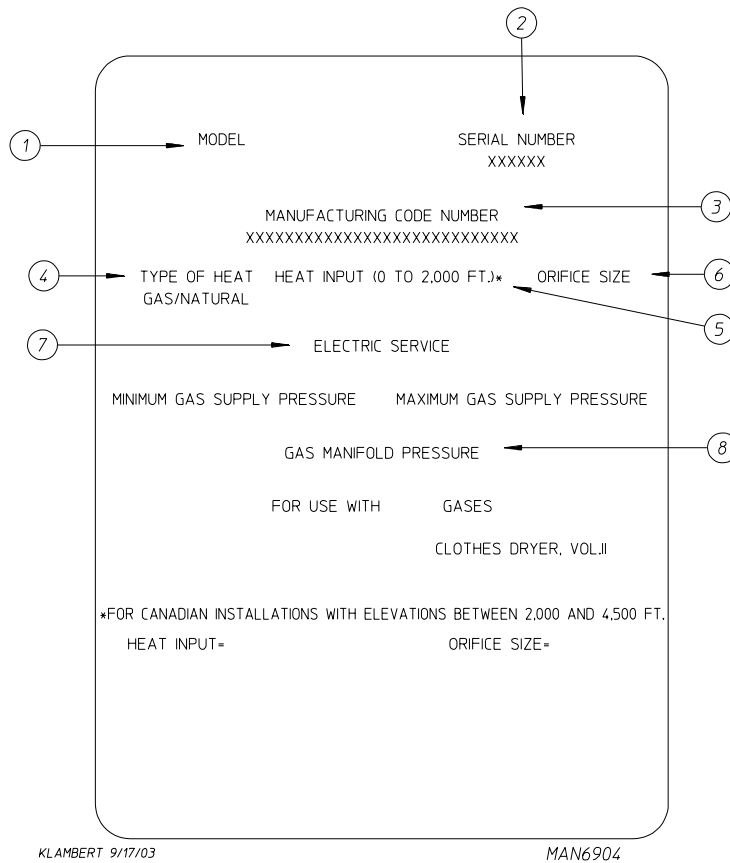 2
1 MODEL SERIAL NUMBER
XXXXXX
3
MANUFACTURING CODE NUMBER
XXXXXXXXXXXXXXXXXXXXXXXXXXXX
4 TYPE OF HEAT HEAT INPUT (0 TO 2,000 FT.)* ORIFICE SIZE 6
GAS/NATURAL
5
7 ELECTRIC SERVICE
MINIMUM GAS SUPPLY PRESSURE MAXIMUM GAS SUPPLY PRESSURE
GAS MANIFOLD PRESSURE 8
FOR USE WITH GASES
CLOTHES DRYER, VOL.II
*FOR CANADIAN INSTALLATIONS WITH ELEVATIONS BETWEEN 2,000 AND 4,500 FT.
HEAT INPUT= ORIFICE SIZE=
KLAMBERT 9/17/03 MAN6904